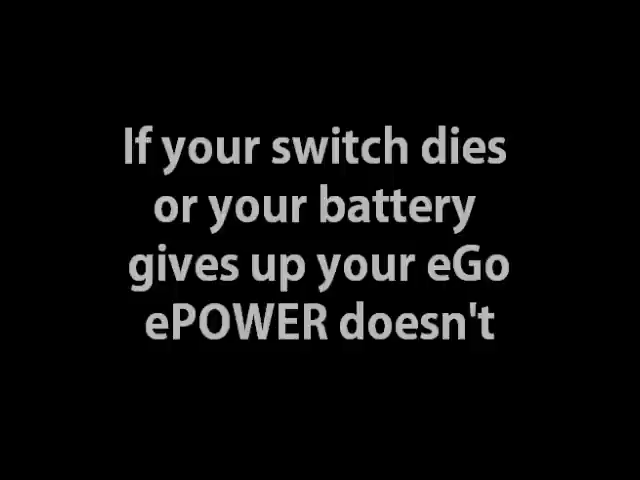 If your switch dies
or your battery
gives up your eGo
ePOWER doesn't